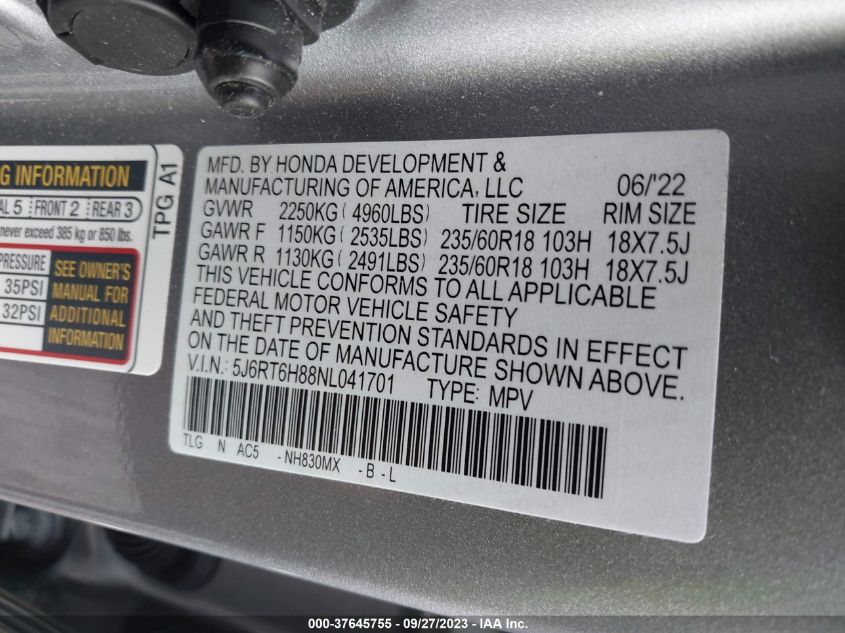 G INFORMATION
AL 5 FRONT 2 REAR 3
never exceed 385 kg or 850 lbs.
PRESSURE
35PSI
32PSI
SEE OWNER'S
MANUAL FOR
ADDITIONAL
INFORMATION
TPG A1
MFD. BY HONDA DEVELOPMENT &
MANUFACTURING OF AMERICA, LLC 06/'22
GVWR 2250KG ( 4960LBS) TIRE SIZE RIM SIZE
GAWR F 1150KG ( 2535LBS) 235/60R18 103H 18X7.5J
GAWR R 1130KG ( 2491LBS) 235/60R18 103H 18X7.5J
THIS VEHICLE CONFORMS TO ALL APPLICABLE
FEDERAL MOTOR VEHICLE SAFETY
AND THEFT PREVENTION STANDARDS IN EFFECT
ON THE DATE OF MANUFACTURE SHOWN ABOVE.
V.I.N.: 5J6RT6H88NL041701 TYPE: MPV
TLG N AC5 -NH830MX -B-L
000-37645755 - 09/27/2023 - IAA Inc.